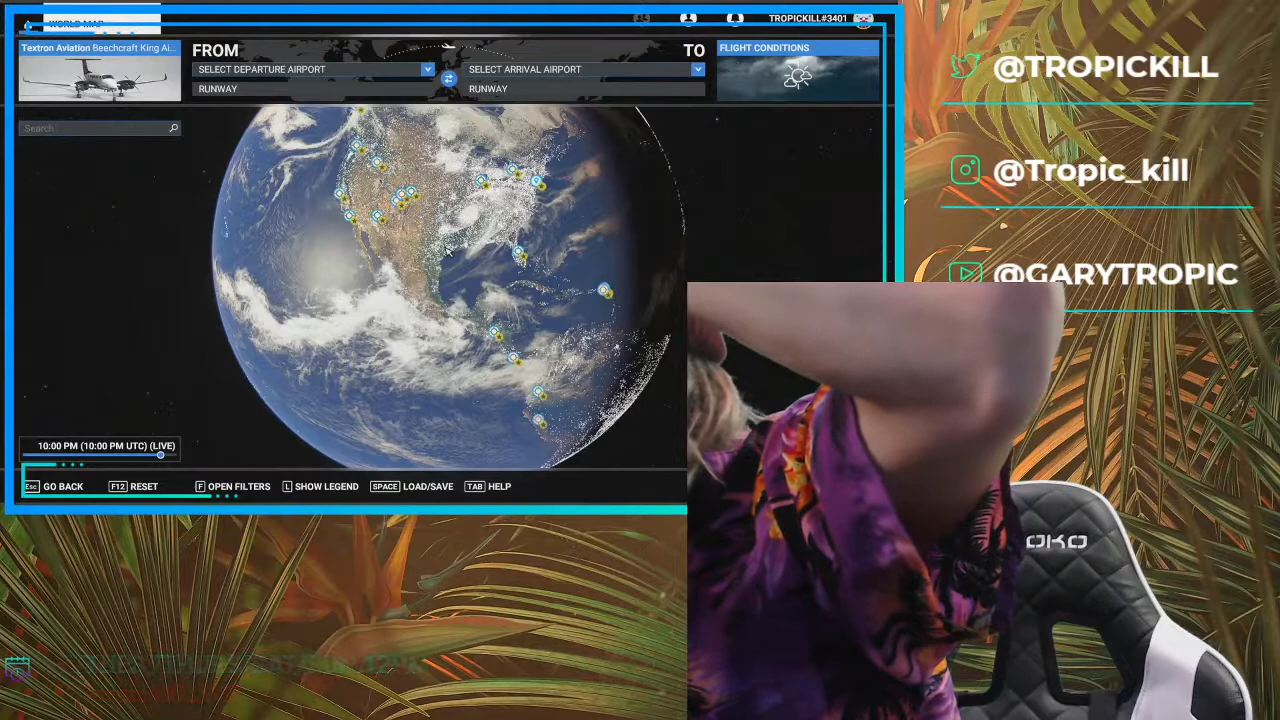 WORLD MAP
TROPICKILL#3401
Textron Aviation Beechcraft King Ai...
FROM
SELECT DEPARTURE AIRPORT
RUNWAY
TO
SELECT ARRIVAL AIRPORT
RUNWAY
FLIGHT CONDITIONS
Search
10:00 PM (10:00 PM UTC) (LIVE)
Esc GO BACK
F12 RESET
F OPEN FILTERS
L SHOW LEGEND
SPACE LOAD/SAVE
TAB HELP
@TROPICKILL
@Tropic_kill
@GARYTROPIC
OKO